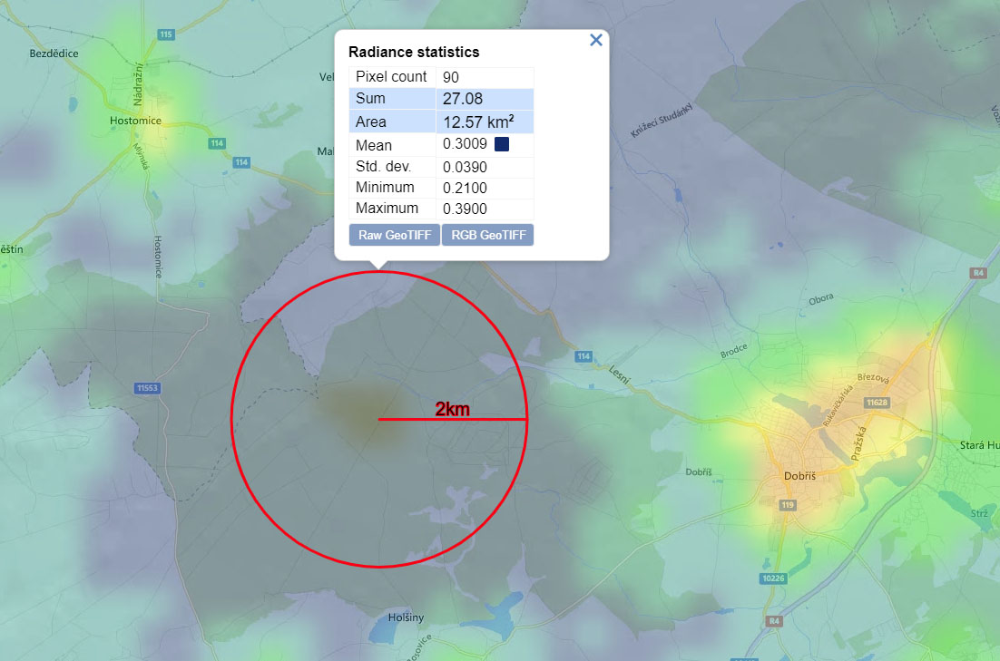 115
Bezdědice
Nádražní
Hostomice
114
Mlýnská
114
Hostomice
ěštín
11553
Radiance statistics
Pixel count 90
Sum 27.08
Area 12.57 km²
Mean 0.3009
Std. dev. 0.0390
Minimum 0.2100
Maximum 0.3900
Raw GeoTIFF RGB GeoTIFF
Vel
Mal
Knížecí Studánky
Voz
R4
Obora
114
Lesní
Brodce
2km
Březová
Rukavičkářská
11628
Pražská
Stará Hu
Dobříš
Dobříš
119
Strž
10226
Holšiny
R4
osovice